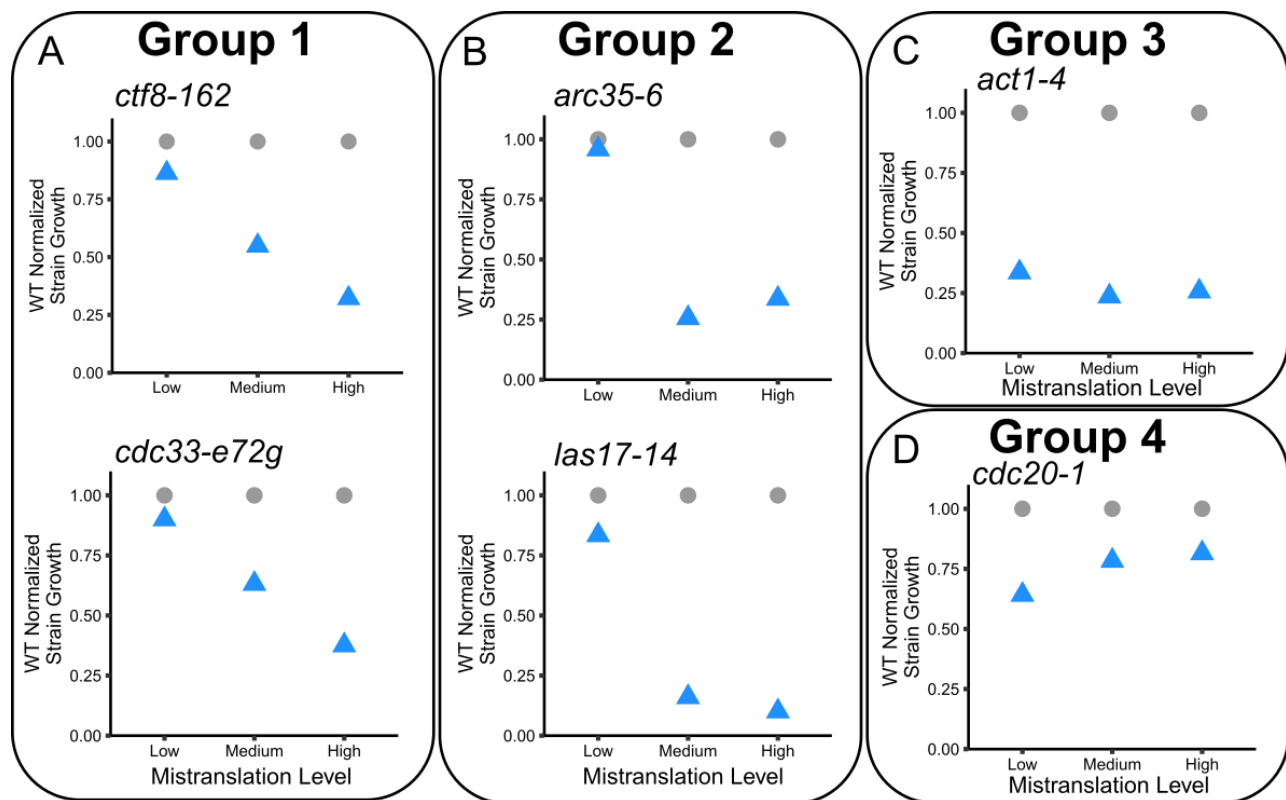 A
Group 1
ctf8-162
1.00
0.75
0.50
0.25
0.00
WT Normalized
Strain Growth
Low Medium High
cdc33-e72g
1.00
0.75
0.50
0.25
0.00
WT Normalized
Strain Growth
Low Medium High
Mistranslation Level
B
Group 2
arc35-6
1.00
0.75
0.50
0.25
0.00
WT Normalized
Strain Growth
Low Medium High
las17-14
1.00
0.75
0.50
0.25
0.00
WT Normalized
Strain Growth
Low Medium High
Mistranslation Level
C
Group 3
act1-4
1.00
0.75
0.50
0.25
0.00
WT Normalized
Strain Growth
Low Medium High
Mistranslation Level
D
Group 4
cdc20-1
1.00
0.75
0.50
0.25
0.00
WT Normalized
Strain Growth
Low Medium High
Mistranslation Level